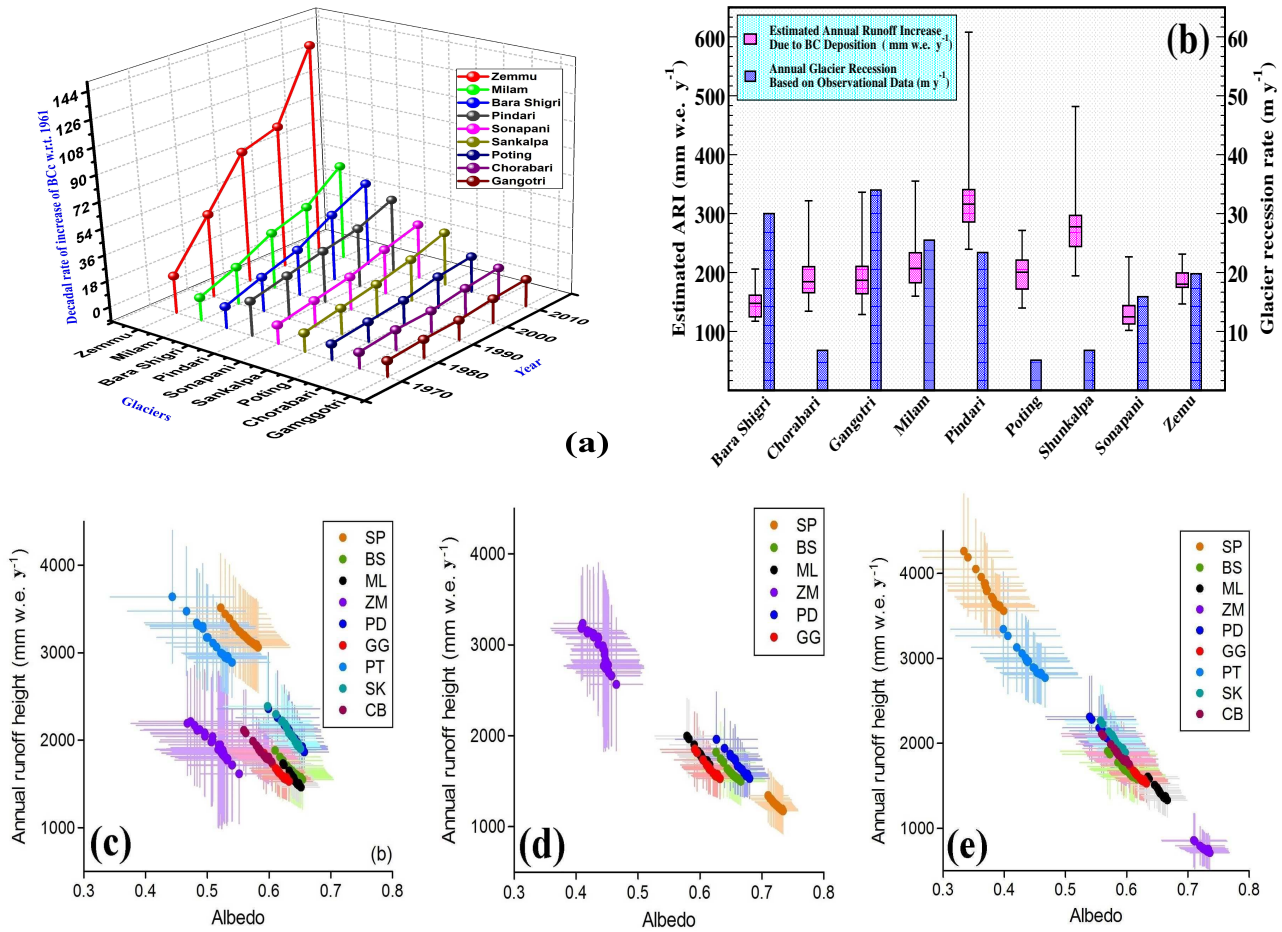 Decadal rate of increase of BCc w.r.t. 1961
144
126
108
90
72
54
36
18
0
Zemmu
Milam
Bara Shigri
Pindari
Sonapani
Sankalpa
Poting
Chorabari
Gangotri
Zemmu
Milam
Bara Shigri
Pindari
Sonapani
Sankalpa
Poting
Chorabari
Gamggotri
Glaciers
1970
1980
1990
2000
2010
Year
(a)
Estimated ARI (mm w.e. y-1)
600
500
400
300
200
100
Estimated Annual Runoff Increase
Due to BC Deposition ( mm w.e. y-1)
Annual Glacier Recession
Based on Observational Data (m y-1)
(b)
60
50
40
30
20
10
Glacier recession rate (m y-1)
Bara Shigri
Chorabari
Gangotri
Milam
Pindari
Poting
Shunkalpa
Sonapani
Zemu
Annual runoff height (mm w.e. y-1)
4000
3000
2000
1000
SP
BS
ML
ZM
PD
GG
PT
SK
CB
(c)
(b)
0.3 0.4 0.5 0.6 0.7 0.8
Albedo
Annual runoff height (mm w.e. y-1)
4000
3000
2000
1000
SP
BS
ML
ZM
PD
GG
(d)
0.3 0.4 0.5 0.6 0.7 0.8
Albedo
Annual runoff height (mm w.e. y-1)
4000
3000
2000
1000
SP
BS
ML
ZM
PD
GG
PT
SK
CB
(e)
0.3 0.4 0.5 0.6 0.7 0.8
Albedo